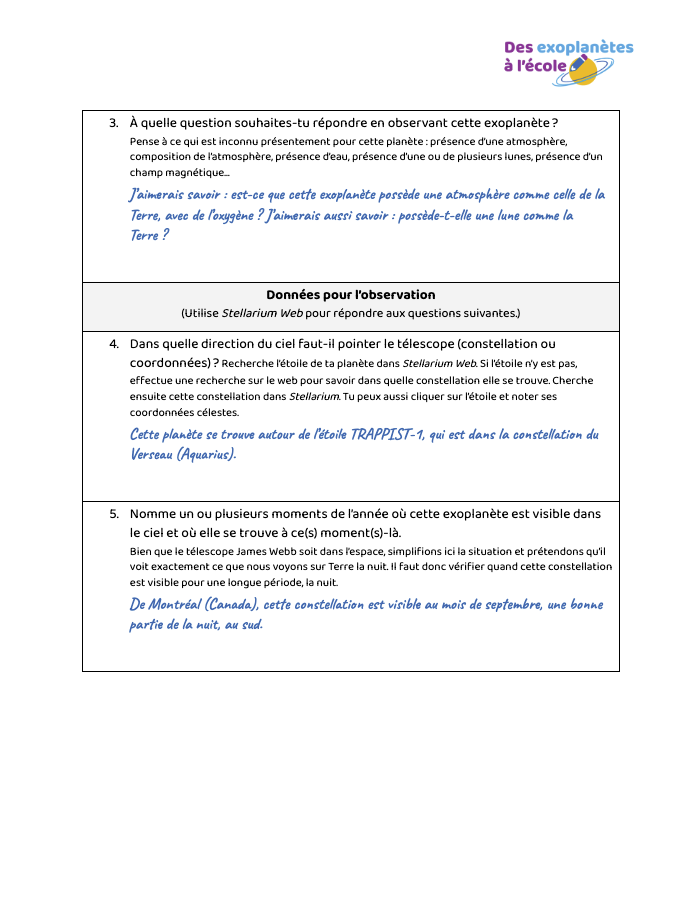 Des exoplanètes
à l'école
3. À quelle question souhaites-tu répondre en observant cette exoplanète ?
Pense à ce qui est inconnu présentement pour cette planète : présence d'une atmosphère,
composition de l'atmosphère, présence d'eau, présence d'une ou de plusieurs lunes, présence d'un
champ magnétique...
J'aimerais savoir : est-ce que cette exoplanète possède une atmosphère comme celle de la
Terre, avec de l'oxygène ? J'aimerais aussi savoir : possède-t-elle une lune comme la
Terre ?
Données pour l'observation
(Utilise Stellarium Web pour répondre aux questions suivantes.)
4. Dans quelle direction du ciel faut-il pointer le télescope (constellation ou
coordonnées) ? Recherche l'étoile de ta planète dans Stellarium Web. Si l'étoile n'y est pas,
effectue une recherche sur le web pour savoir dans quelle constellation elle se trouve. Cherche
ensuite cette constellation dans Stellarium. Tu peux aussi cliquer sur l'étoile et noter ses
coordonnées célestes.
Cette planète se trouve autour de l'étoile TRAPPIST-1, qui est dans la constellation du
Verseau (Aquarius).
5. Nomme un ou plusieurs moments de l'année où cette exoplanète est visible dans
le ciel et où elle se trouve à ce(s) moment(s)-là.
Bien que le télescope James Webb soit dans l'espace, simplifions ici la situation et prétendons qu'il
voit exactement ce que nous voyons sur Terre la nuit. Il faut donc vérifier quand cette constellation
est visible pour une longue période, la nuit.
De Montréal (Canada), cette constellation est visible au mois de septembre, une bonne
partie de la nuit, au sud.